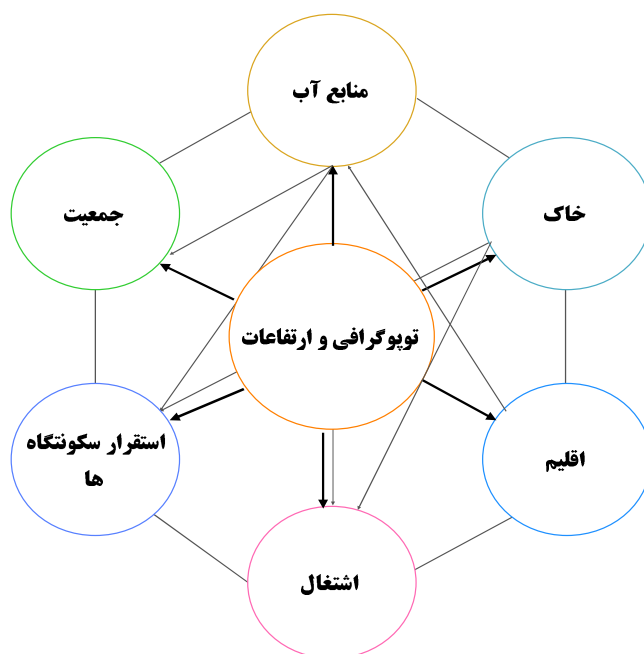 منابع آب
خاک
جمعیت
توپوگرافی و ارتفاعات
اقلیم
استقرار سکونتگاه
ها
اشتغال